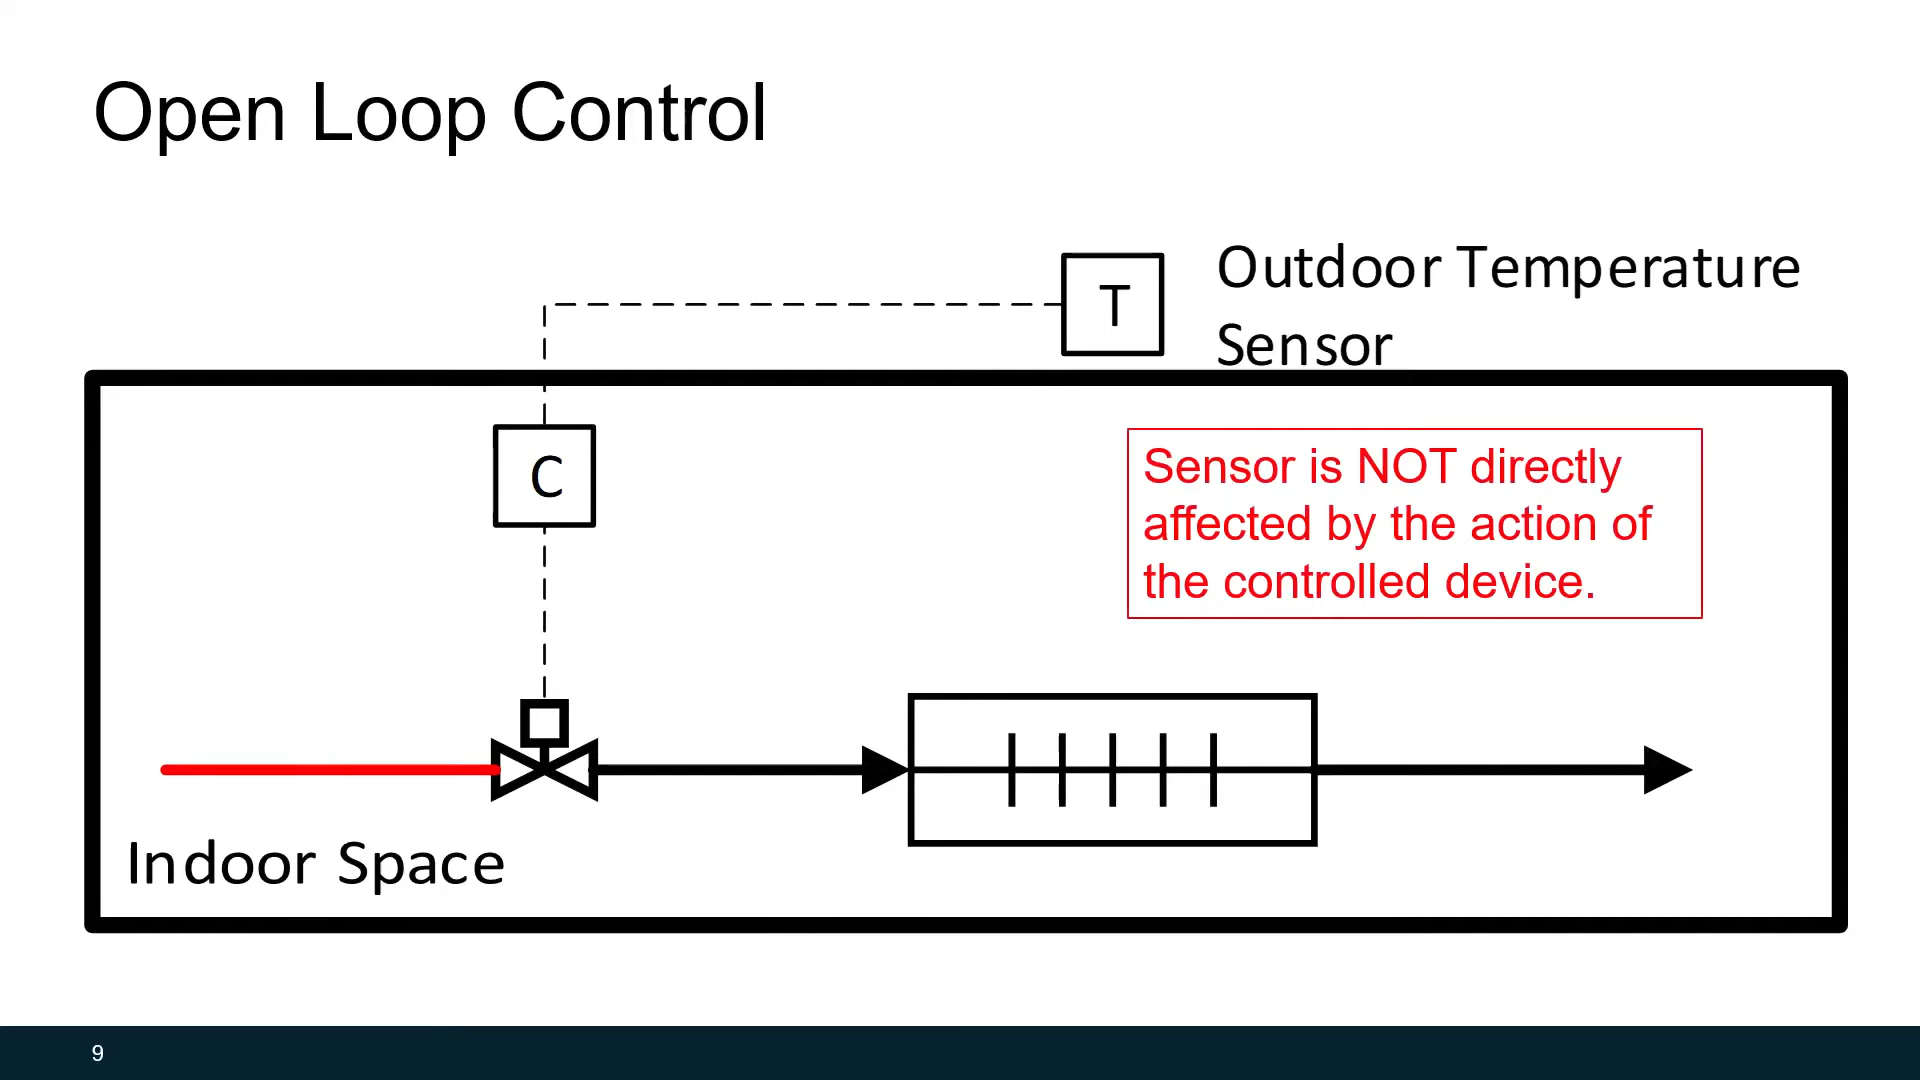 Open Loop Control
T
Outdoor Temperature
Sensor
C
Sensor is NOT directly
affected by the action of
the controlled device.
Indoor Space
9